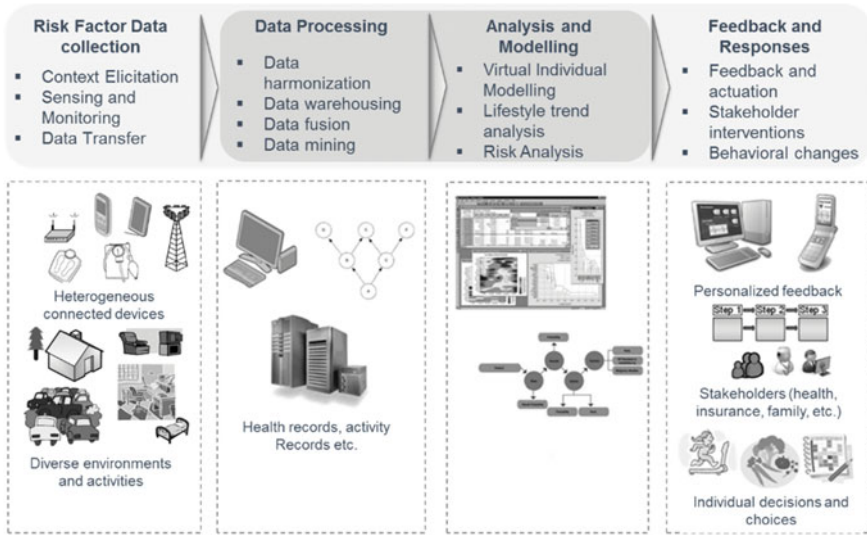 Risk Factor Data
collection
▪ Context Elicitation
▪ Sensing and
Monitoring
▪ Data Transfer
Data Processing
▪ Data
harmonization
▪ Data warehousing
▪ Data fusion
▪ Data mining
Analysis and
Modelling
▪ Virtual Individual
Modelling
▪ Lifestyle trend
analysis
▪ Risk Analysis
Feedback and
Responses
▪ Feedback and
actuation
▪ Stakeholder
interventions
▪ Behavioral changes
Heterogeneous
connected devices
Diverse environments
and activities
Health records, activity
Records etc.
Personalized feedback
Step 1
Step 2
Step 3
Stakeholders (health,
insurance, family, etc.)
Individual decisions and
choices